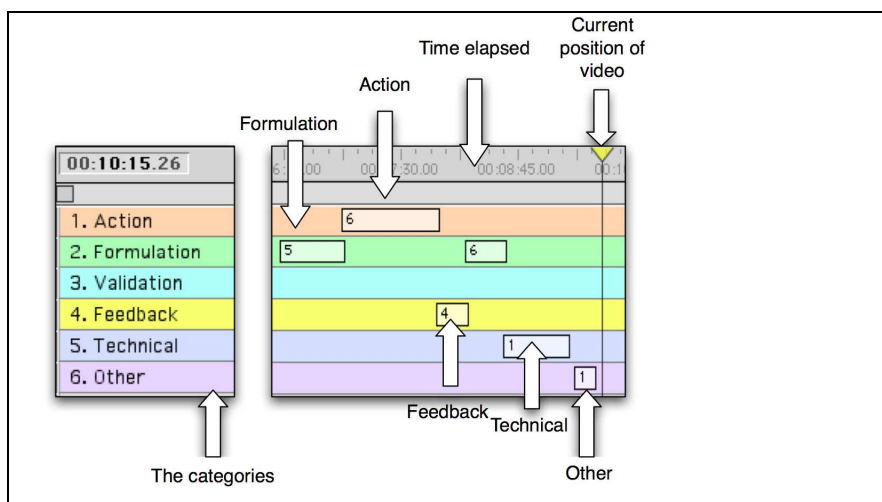 Current
position of
video
Time elapsed
Action
Formulation
00:10:15.26
00:08:45.00
1. Action
6
2. Formulation
5
6
3. Validation
4. Feedback
4
5. Technical
1
6. Other
1
Feedback
Technical
The categories
Other